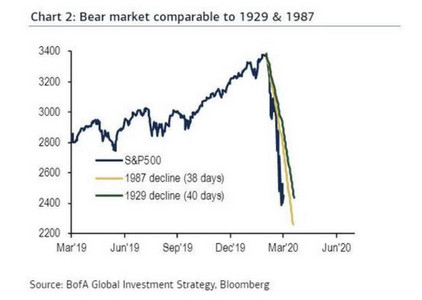 Chart 2: Bear market comparable to 1929 & 1987
3400
3200
3000
2800
2600
2400
2200
S&P500
1987 decline (38 days)
1929 decline (40 days)
Mar'19 Jun'19 Sep'19 Dec'19 Mar'20 Jun'20
Source: BofA Global Investment Strategy, Bloomberg